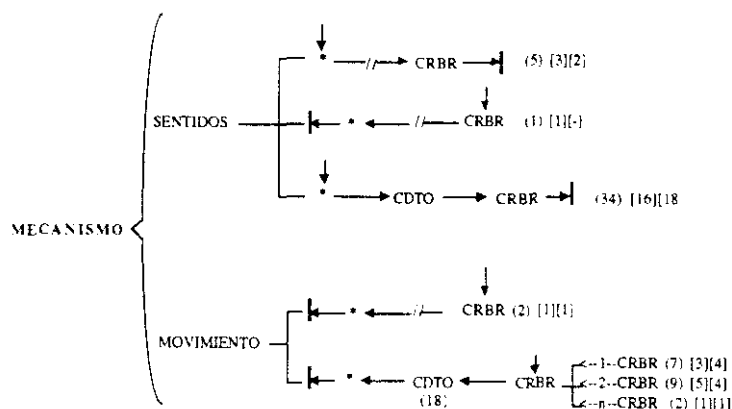 * // CRBR (5) [3][2]
SENTIDOS * // CRBR (1) [1][-]
* CDTO CRBR (34) [16][18
MECANISMO
* // CRBR (2) [1][1]
MOVIMIENTO
* CDTO CRBR <--1--CRBR (7) [3][4]
(18) <--2--CRBR (9) [5][4]
<--n--CRBR (2) [1][1]